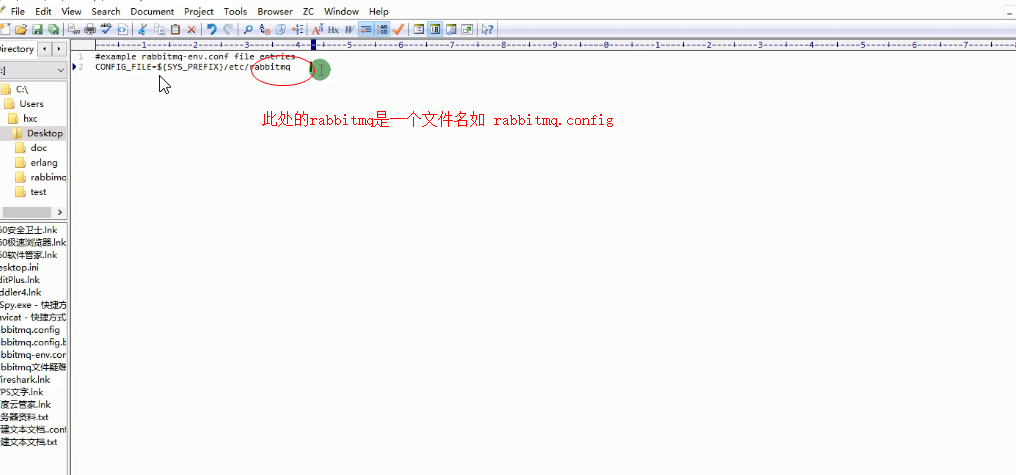 File Edit View Search Document Project Tools Browser ZC Window Help
irectory
#example rabbitmq-env.conf file entries
CONFIG_FILE=${SYS_PREFIX}/etc/rabbitmq
此处的rabbitmq是一个文件名如 rabbitmq.config
C:\
Users
hxc
Desktop
doc
erlang
rabbimq
test
60安全卫士.lnk
60极速浏览器.lnk
60软件管家.lnk
esktop.ini
ditPlus.lnk
ddler4.lnk
Spy.exe - 快捷方
avicat - 快捷方式
abbitmq.config
abbitmq.config.b
abbitmq-env.con
abbitmq文件疑难
ireshark.lnk
PS文字.lnk
度云管家.lnk
务器资料.txt
建文本文档..conf
建文本文档.txt